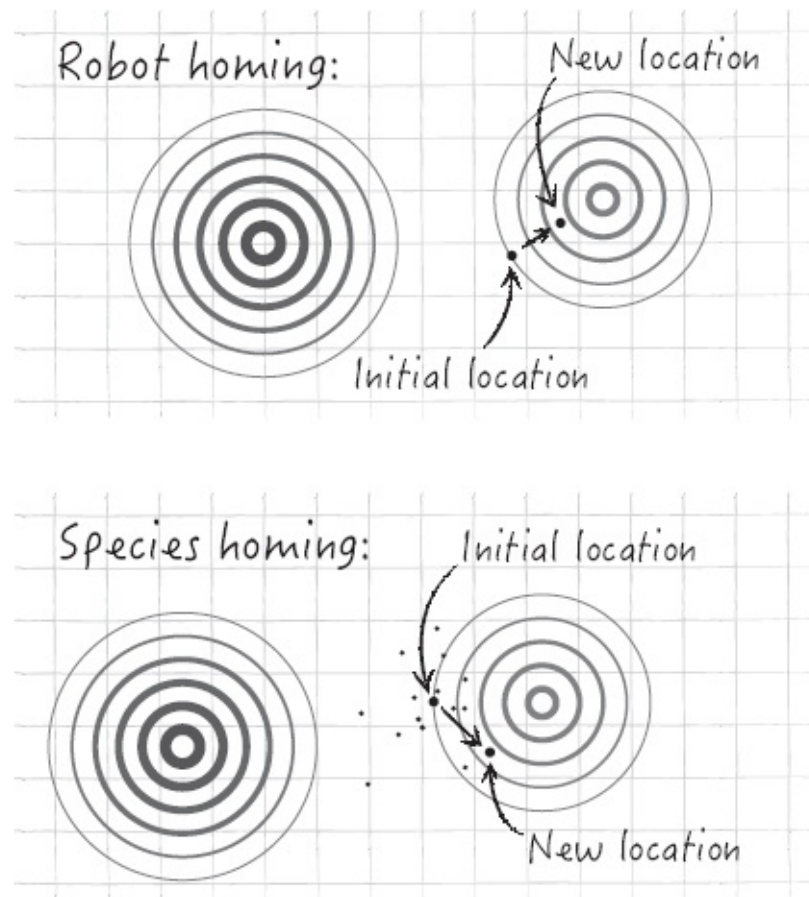 Robot homing:
New location
Initial location
Species homing:
Initial location
New location